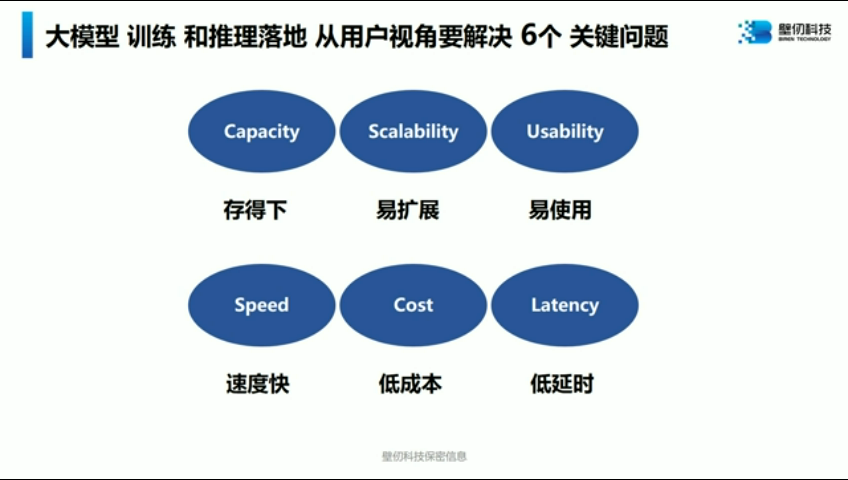 大模型 训练 和推理落地 从用户视角要解决 6个 关键问题
壁仞科技
BIREN TECHNOLOGY
Capacity Scalability Usability
存得下 易扩展 易使用
Speed Cost Latency
速度快 低成本 低延时
壁仞科技保密信息